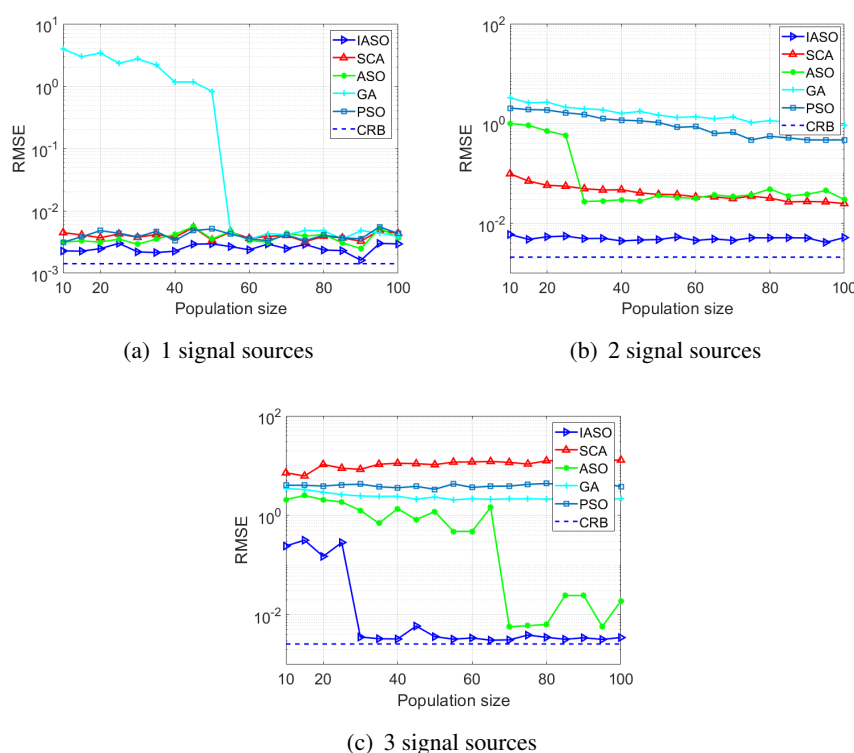 10^1
10^0
10^-1
10^-2
10^-3
RMSE
IASO
SCA
ASO
GA
PSO
CRB
10 20 40 60 80 100
Population size
(a) 1 signal sources
10^2
10^0
10^-2
RMSE
IASO
SCA
ASO
GA
PSO
CRB
10 20 40 60 80 100
Population size
(b) 2 signal sources
10^2
10^0
10^-2
RMSE
IASO
SCA
ASO
GA
PSO
CRB
10 20 40 60 80 100
Population size
(c) 3 signal sources